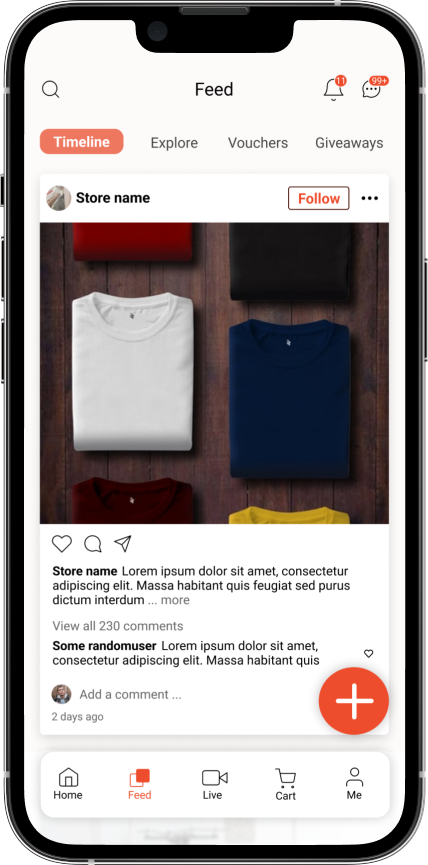 11
99+
Feed
Timeline
Explore
Vouchers
Giveaways
Store name
Follow
Store name Lorem ipsum dolor sit amet, consectetur
adipiscing elit. Massa habitant quis feugiat sed purus
dictum interdum ... more
View all 230 comments
Some randomuser Lorem ipsum dolor sit amet,
consectetur adipiscing elit. Massa habitant quis
Add a comment ...
2 days ago
Home
Feed
Live
Cart
Me